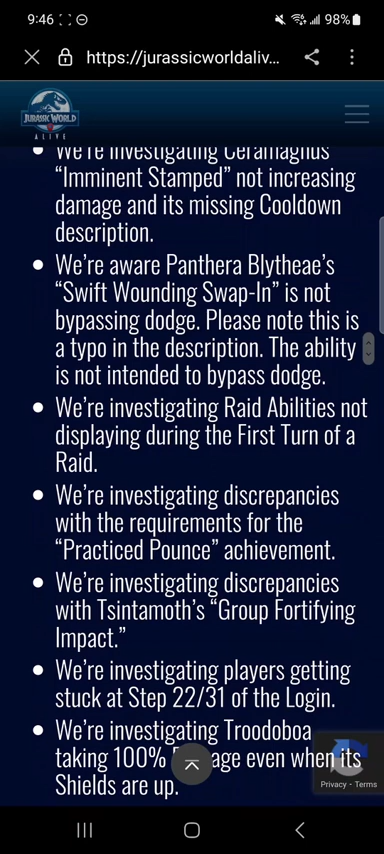 9:46
98%
https://jurassicworldaliv...
JURASSIC WORLD
ALIVE
We're investigating Ceramagnus
“Imminent Stamped” not increasing
damage and its missing Cooldown
description.
We're aware Panthera Blytheae's
“Swift Wounding Swap-In” is not
bypassing dodge. Please note this is
a typo in the description. The ability
is not intended to bypass dodge.
We're investigating Raid Abilities not
displaying during the First Turn of a
Raid.
We're investigating discrepancies
with the requirements for the
“Practiced Pounce” achievement.
We're investigating discrepancies
with Tsintamoth's “Group Fortifying
Impact.”
We're investigating players getting
stuck at Step 22/31 of the Login.
We're investigating Troodoboa
taking 100% even when its
Shields are up.
Privacy - Terms